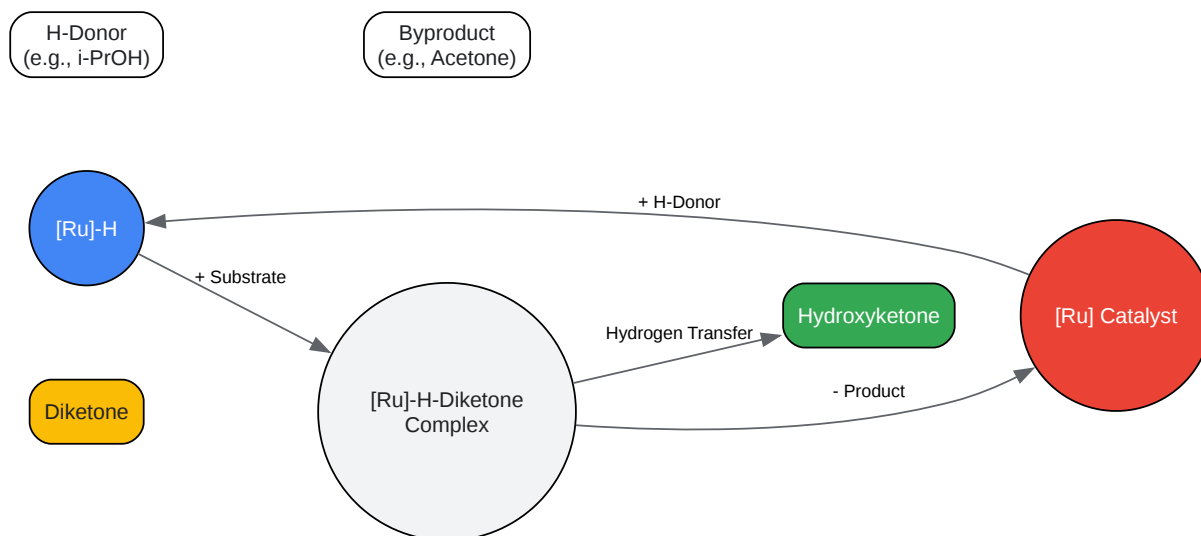 H-Donor
(e.g., i-PrOH)
Byproduct
(e.g., Acetone)
+ H-Donor
[Ru]-H
+ Substrate
Hydroxyketone
[Ru] Catalyst
Hydrogen Transfer
- Product
Diketone
[Ru]-H-Diketone
Complex